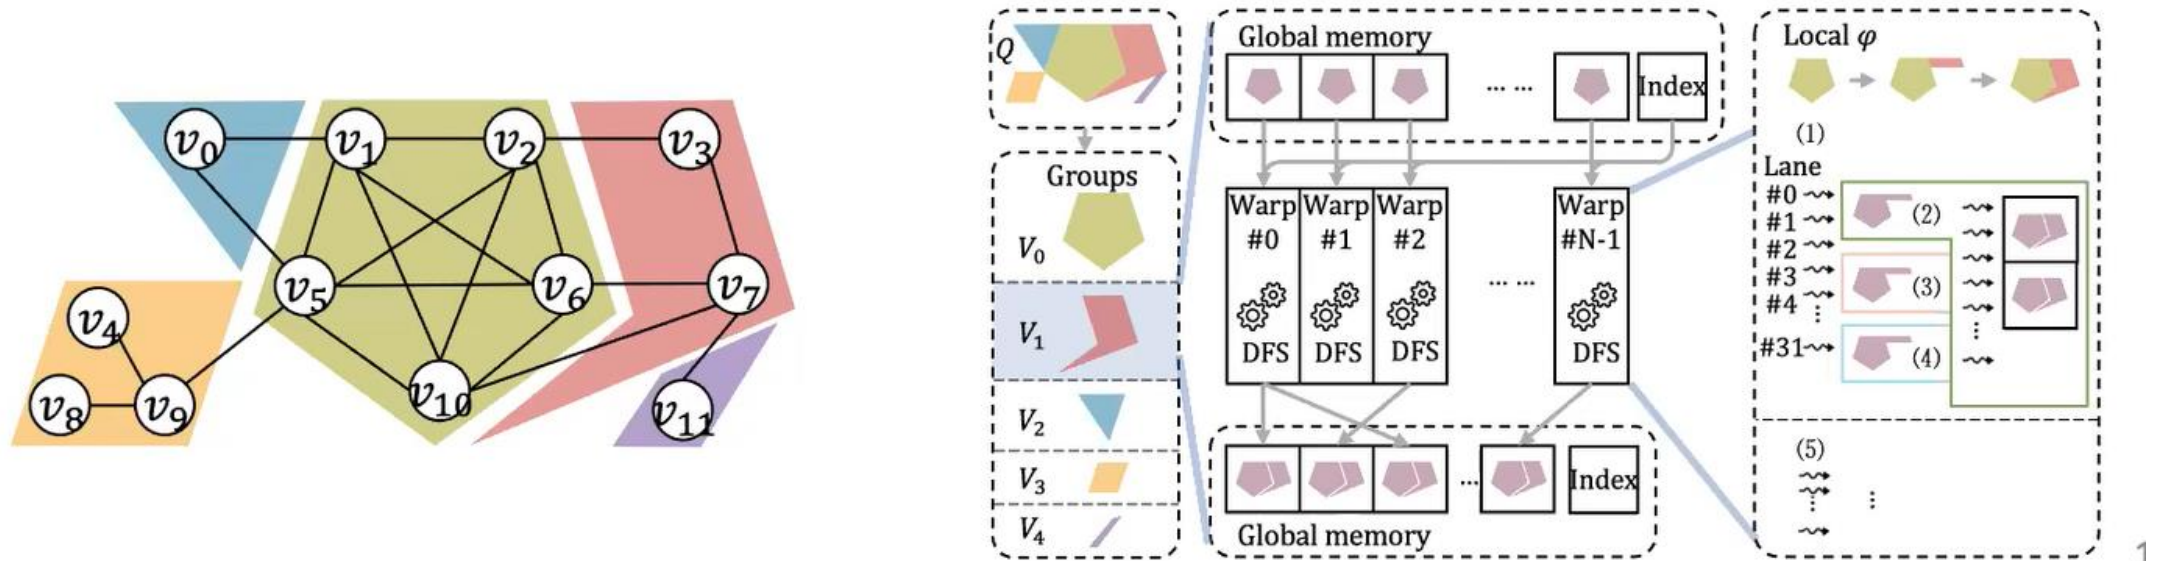 v0 v1 v2 v3
v5 v6 v7
v4
v8 v9 v10 v11
Q
Groups
V0
V1
V2
V3
V4
Global memory
... ... Index
Warp #0
Warp #1
Warp #2
Warp #N-1
... ...
DFS DFS DFS DFS
... Index
Global memory
Local φ
(1)
Lane
#0
#1
#2
#3
#4
⋮
#31
(2)
(3)
(4)
⋮
(5)
⋮
⋮
1